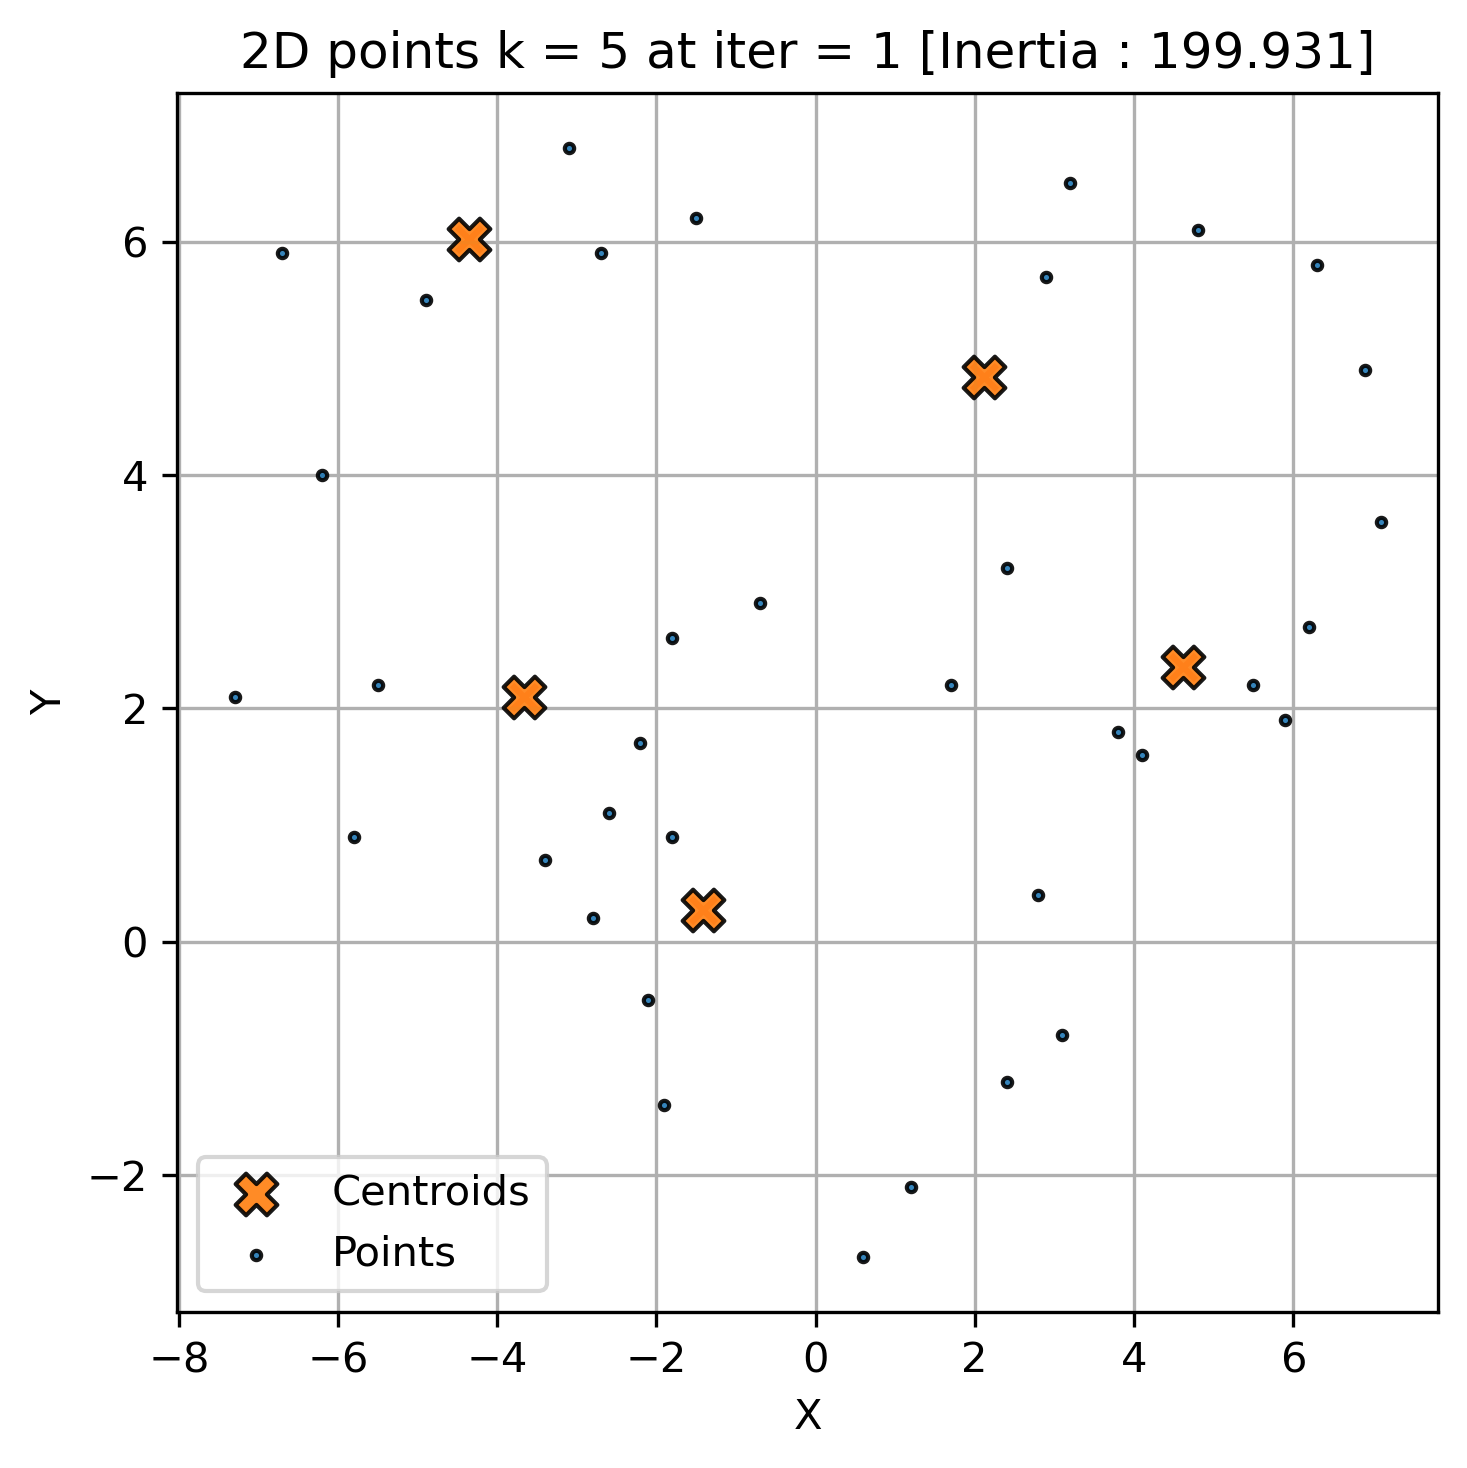 2D points k = 5 at iter = 1 [Inertia : 199.931]
Y
6
4
2
0
−2
Centroids
Points
−8 −6 −4 −2 0 2 4 6
X